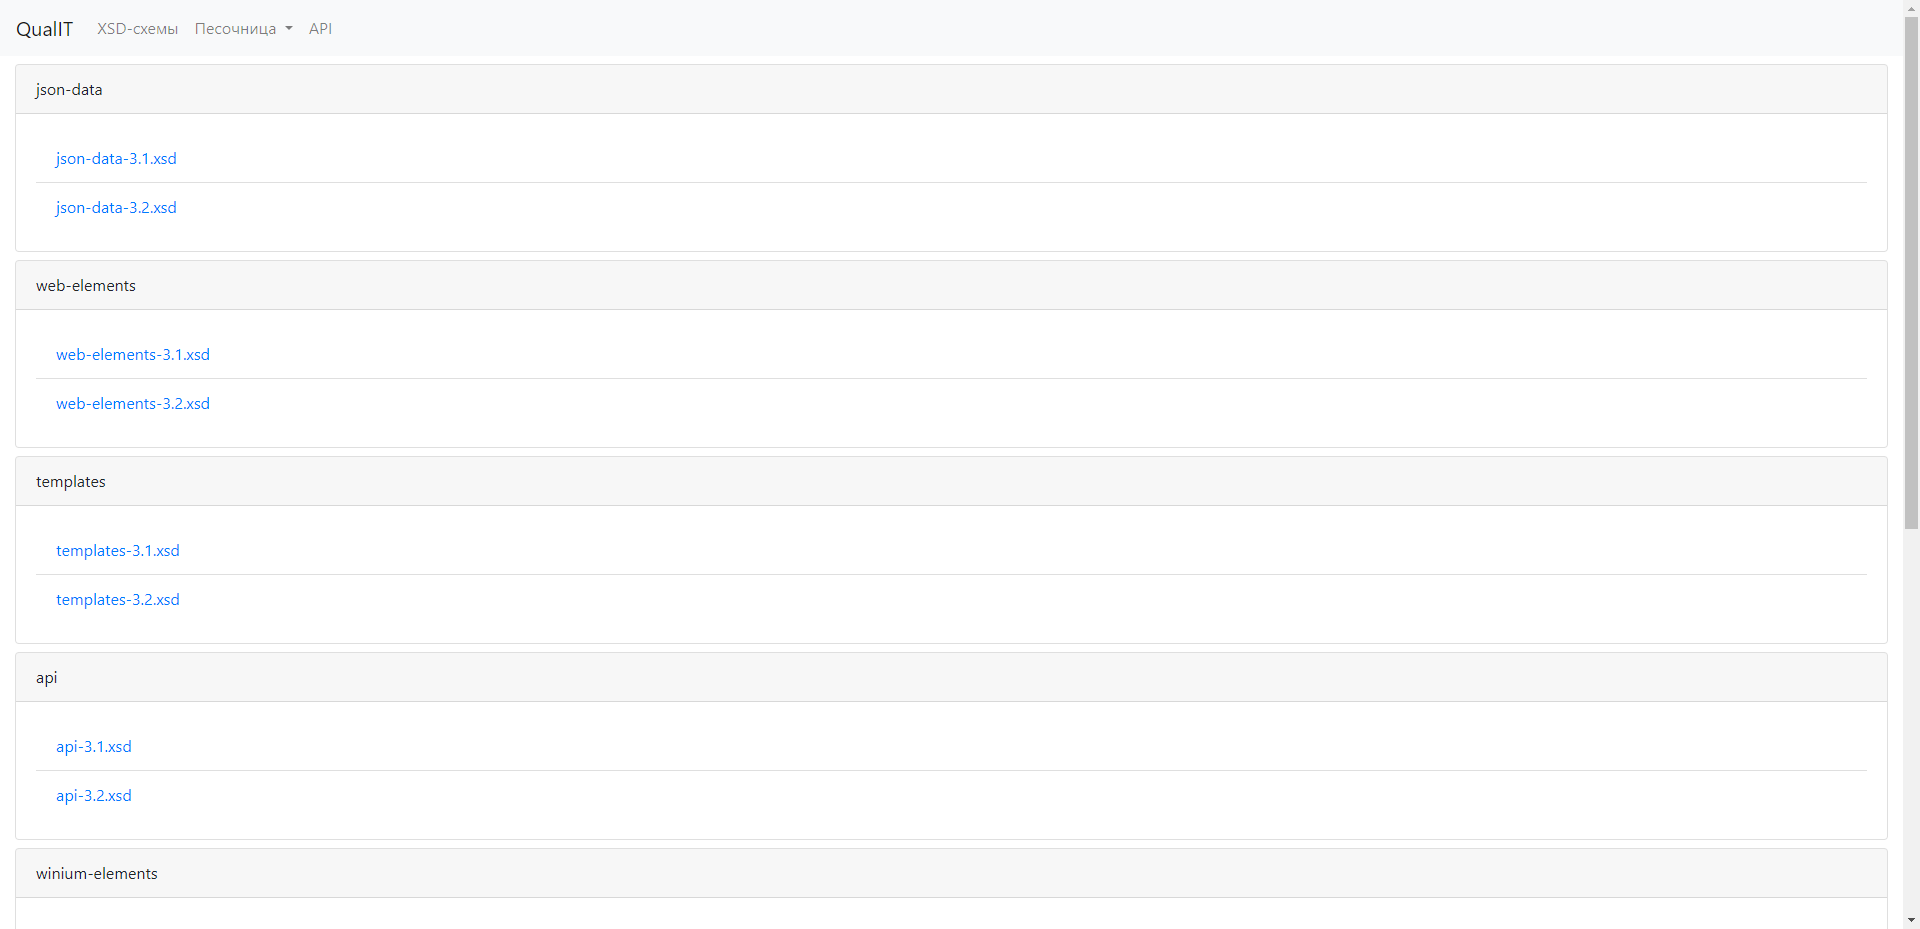 QualIT XSD-схемы Песочница API
json-data
json-data-3.1.xsd
json-data-3.2.xsd
web-elements
web-elements-3.1.xsd
web-elements-3.2.xsd
templates
templates-3.1.xsd
templates-3.2.xsd
api
api-3.1.xsd
api-3.2.xsd
winium-elements